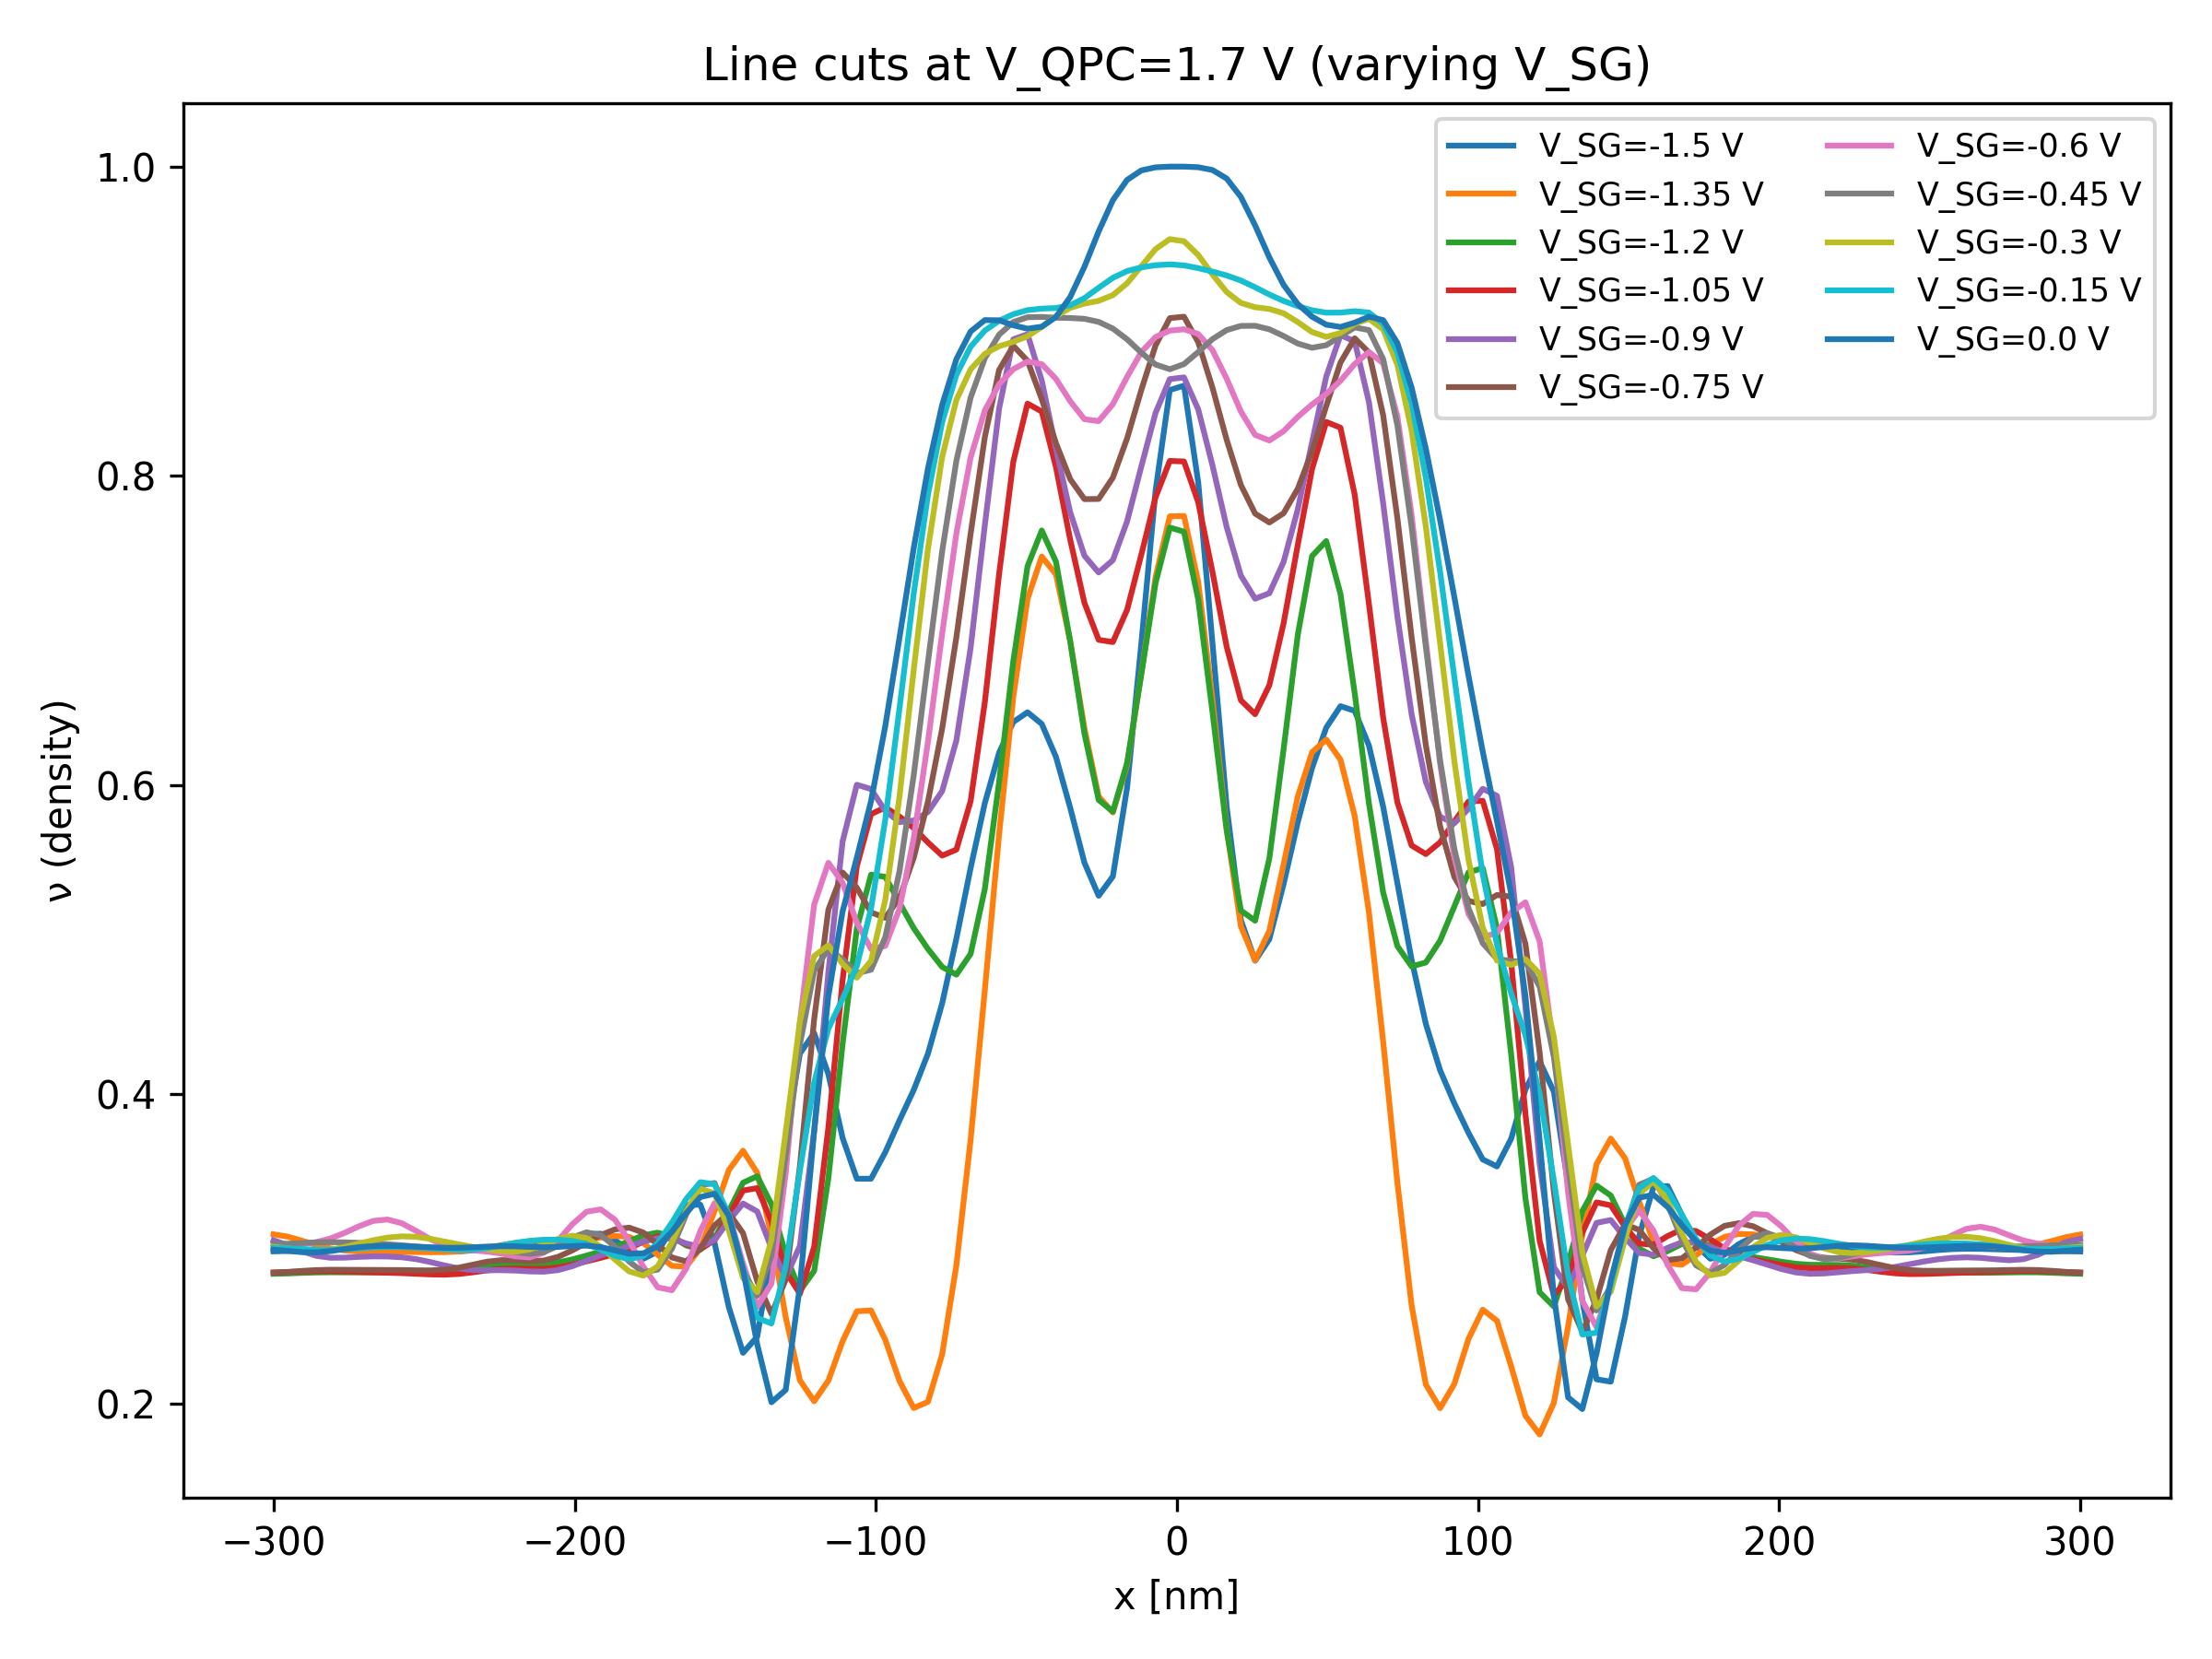 Line cuts at V_QPC=1.7 V (varying V_SG)
V_SG=-1.5 V
V_SG=-1.35 V
V_SG=-1.2 V
V_SG=-1.05 V
V_SG=-0.9 V
V_SG=-0.75 V
V_SG=-0.6 V
V_SG=-0.45 V
V_SG=-0.3 V
V_SG=-0.15 V
V_SG=0.0 V
ν (density)
1.0
0.8
0.6
0.4
0.2
−300
−200
−100
0
100
200
300
x [nm]